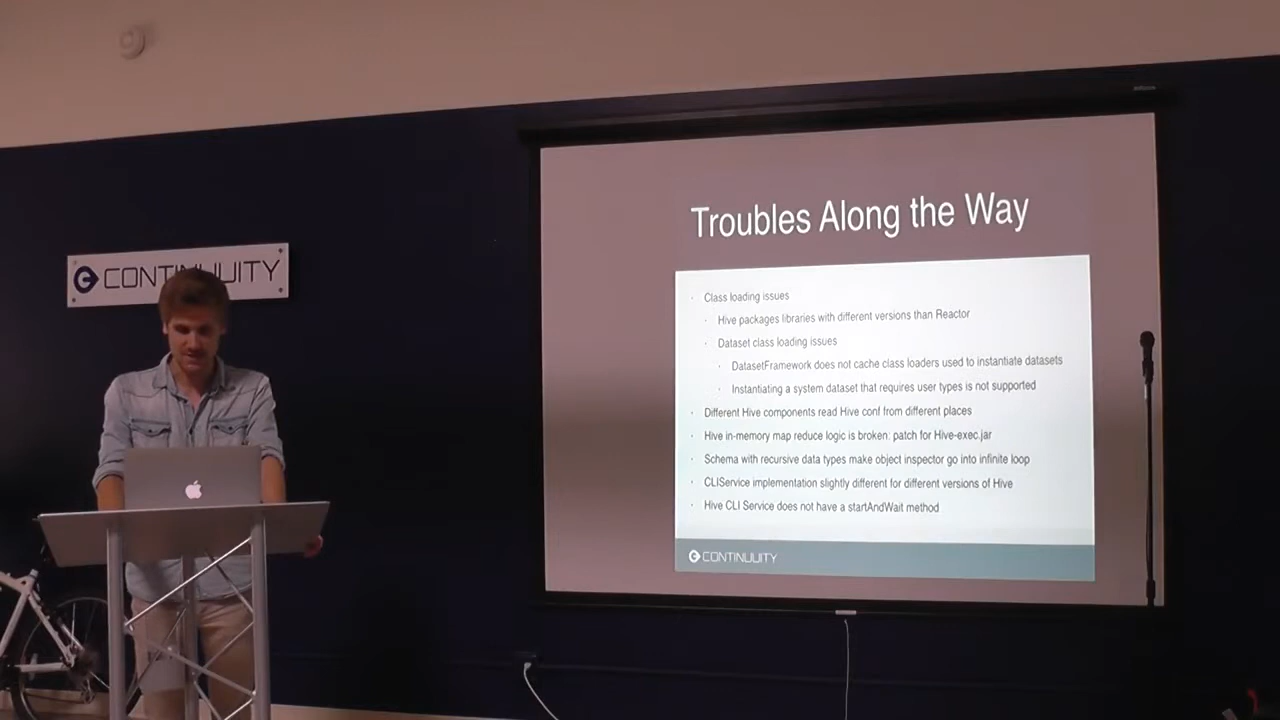 CONTINUUITY
Troubles Along the Way
· Class loading issues
· Hive packages libraries with different versions than Reactor
· Dataset class loading issues
· DatasetFramework does not cache class loaders used to instantiate datasets
· Instantiating a system dataset that requires user types is not supported
· Different Hive components read Hive conf from different places
· Hive in-memory map reduce logic is broken: patch for Hive-exec.jar
· Schema with recursive data types make object inspector go into infinite loop
· CLIService implementation slightly different for different versions of Hive
· Hive CLI Service does not have a startAndWait method
CONTINUUITY